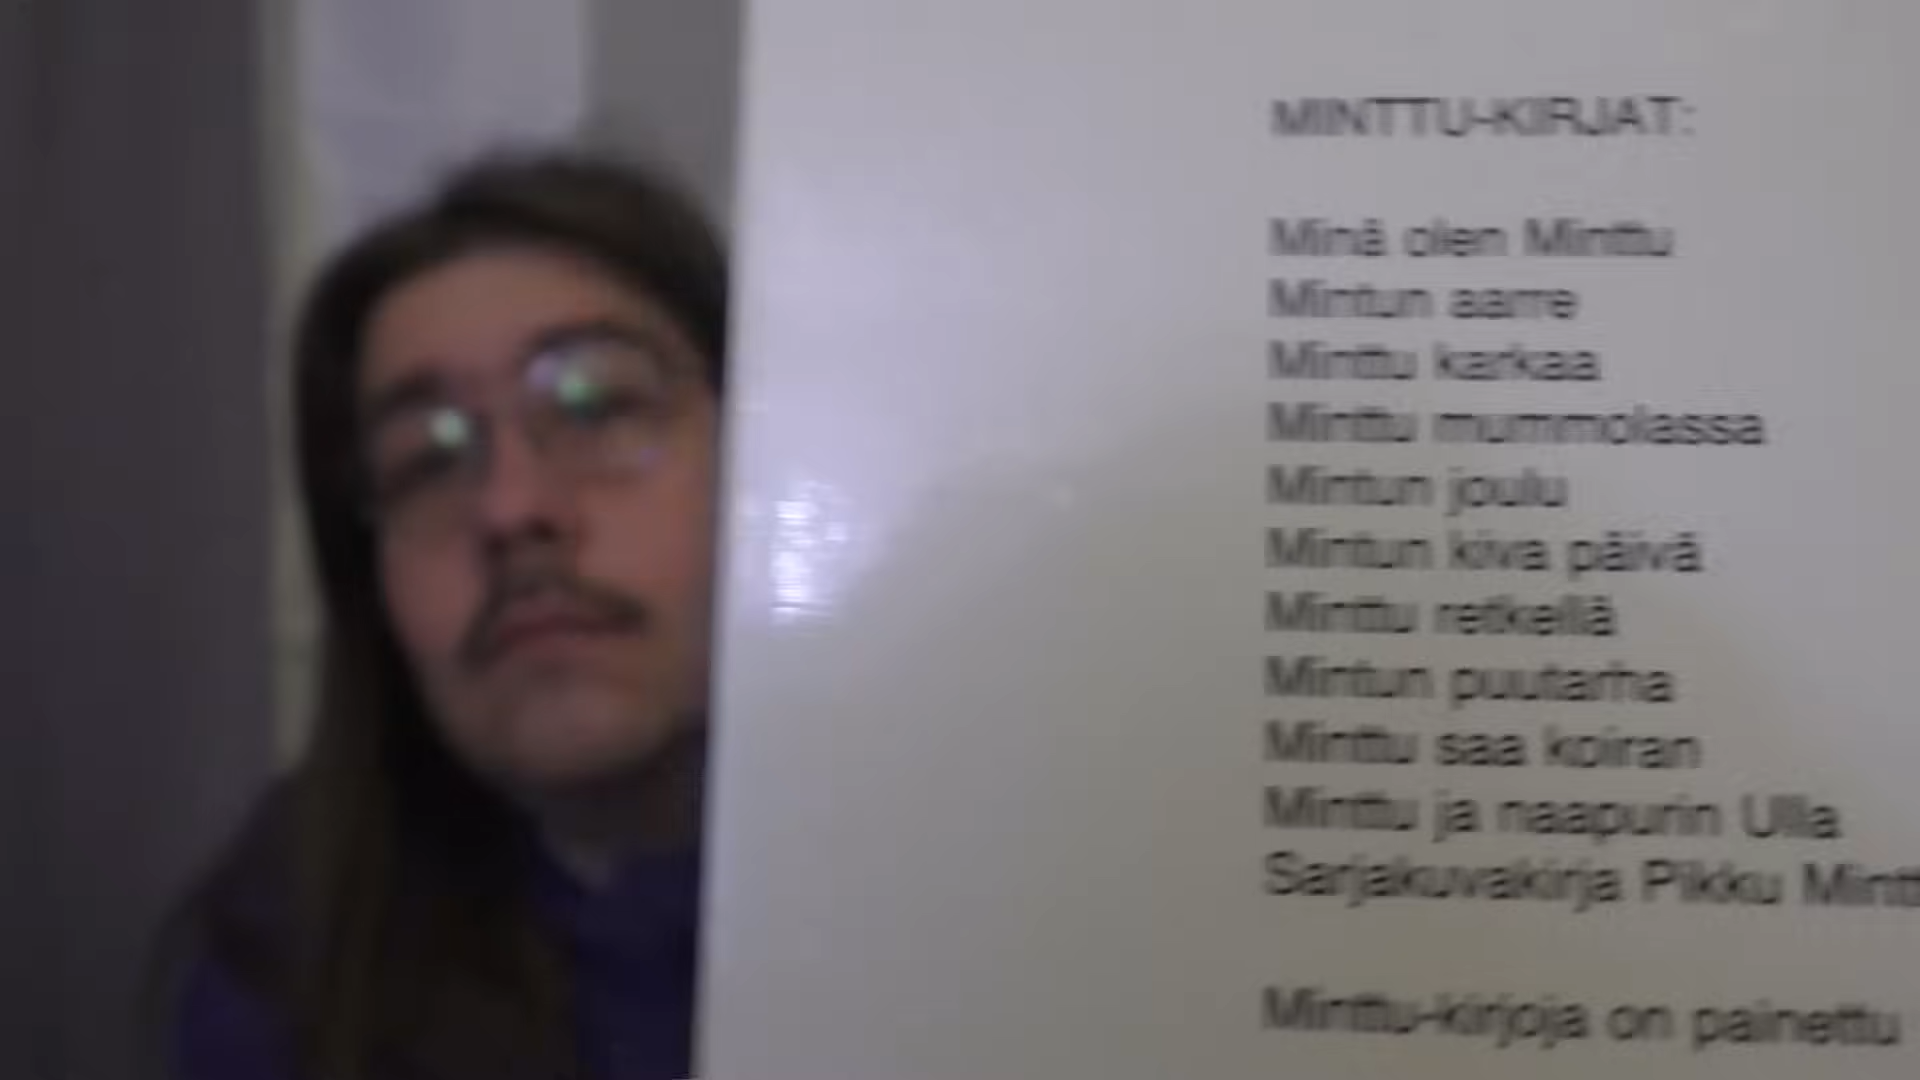 MINTTU-KIRJAT:
Minä olen Minttu
Mintun aarre
Minttu karkaa
Minttu mummolassa
Mintun joulu
Mintun kiva päivä
Minttu retkellä
Mintun puutarha
Minttu saa koiran
Minttu ja naapurin Ulla
Sarjakuvakirja Pikku Mintt
Minttu-kirjoja on painettu